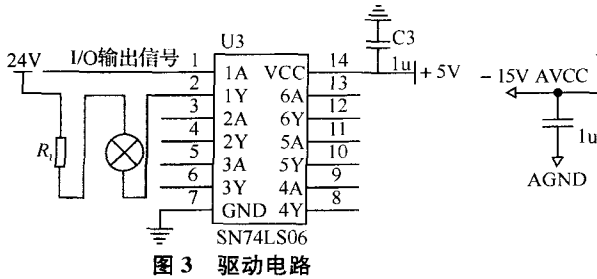 24V
I/O输出信号
U3
C3
1u
+5V
1 1A VCC 14
2 1Y 6A 13
3 2A 6Y 12
4 2Y 5A 11
5 3A 5Y 10
6 3Y 4A 9
7 GND 4Y 8
SN74LS06
-15V AVCC
1u
AGND
图3 驱动电路